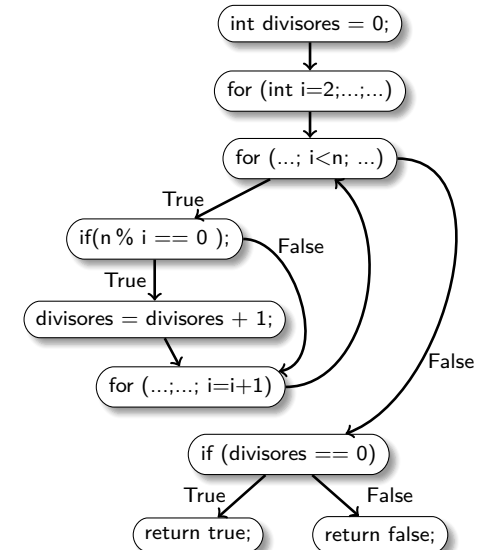 int divisores = 0;
for (int i=2;...;...)
for (...; i<n; ...)
True
if(n % i == 0 );
False
True
divisores = divisores + 1;
False
for (...;...; i=i+1)
if (divisores == 0)
True
False
return true;
return false;